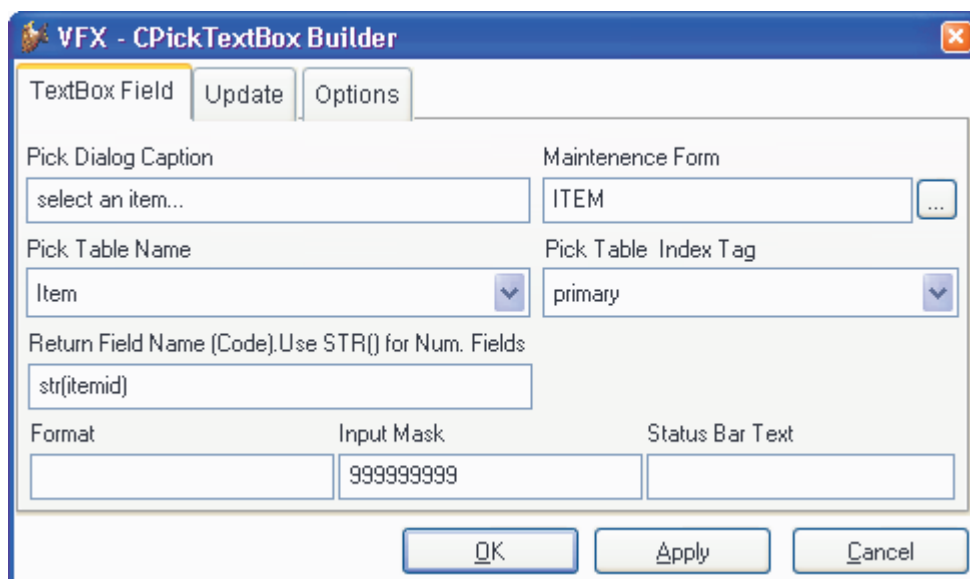 VFX - CPickTextBox Builder
TextBox Field Update Options
Pick Dialog Caption Maintenence Form
select an item... ITEM ...
Pick Table Name Pick Table Index Tag
Item primary
Return Field Name (Code).Use STR() for Num. Fields
str(itemid)
Format Input Mask Status Bar Text
999999999
OK Apply Cancel